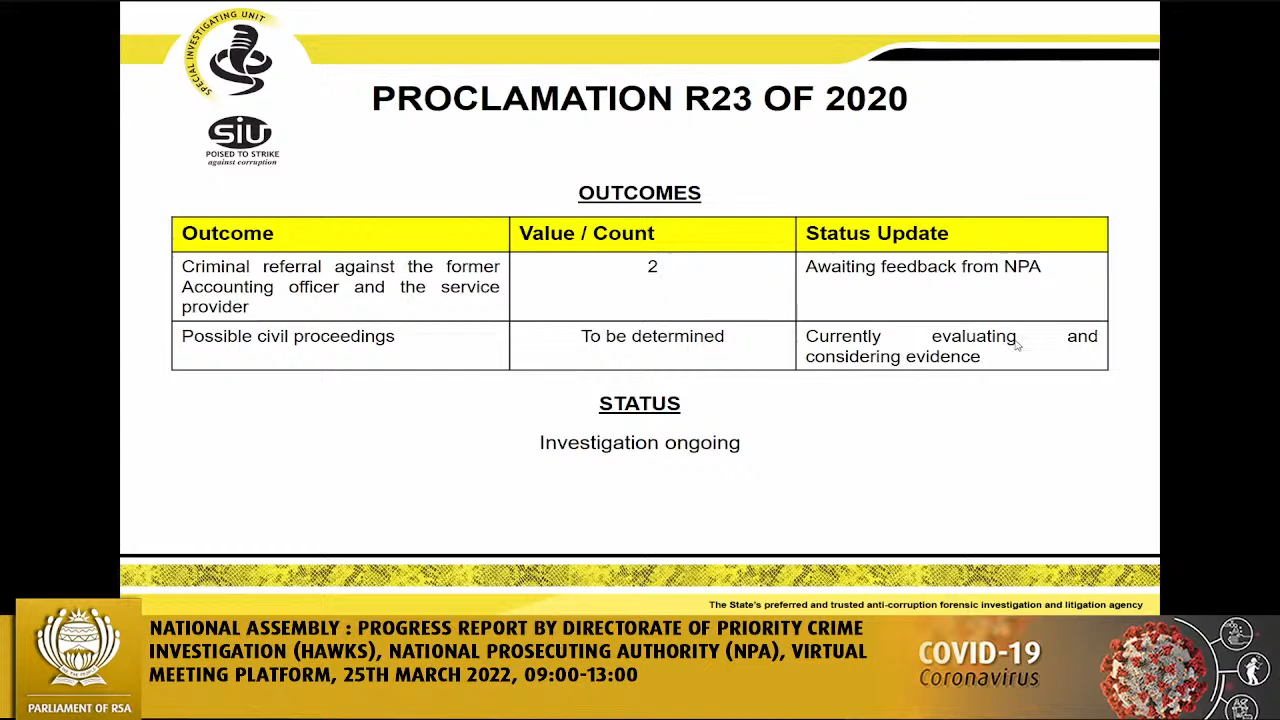 SPECIAL INVESTIGATING UNIT
SIU
POISED TO STRIKE
against corruption
PROCLAMATION R23 OF 2020
OUTCOMES
Outcome Value / Count Status Update
Criminal referral against the former 2 Awaiting feedback from NPA
Accounting officer and the service
provider
Possible civil proceedings To be determined Currently evaluating and
considering evidence
STATUS
Investigation ongoing
The State's preferred and trusted anti-corruption forensic investigation and litigation agency
NATIONAL ASSEMBLY : PROGRESS REPORT BY DIRECTORATE OF PRIORITY CRIME
INVESTIGATION (HAWKS), NATIONAL PROSECUTING AUTHORITY (NPA), VIRTUAL
MEETING PLATFORM, 25TH MARCH 2022, 09:00-13:00
PARLIAMENT OF RSA
COVID-19
Coronavirus